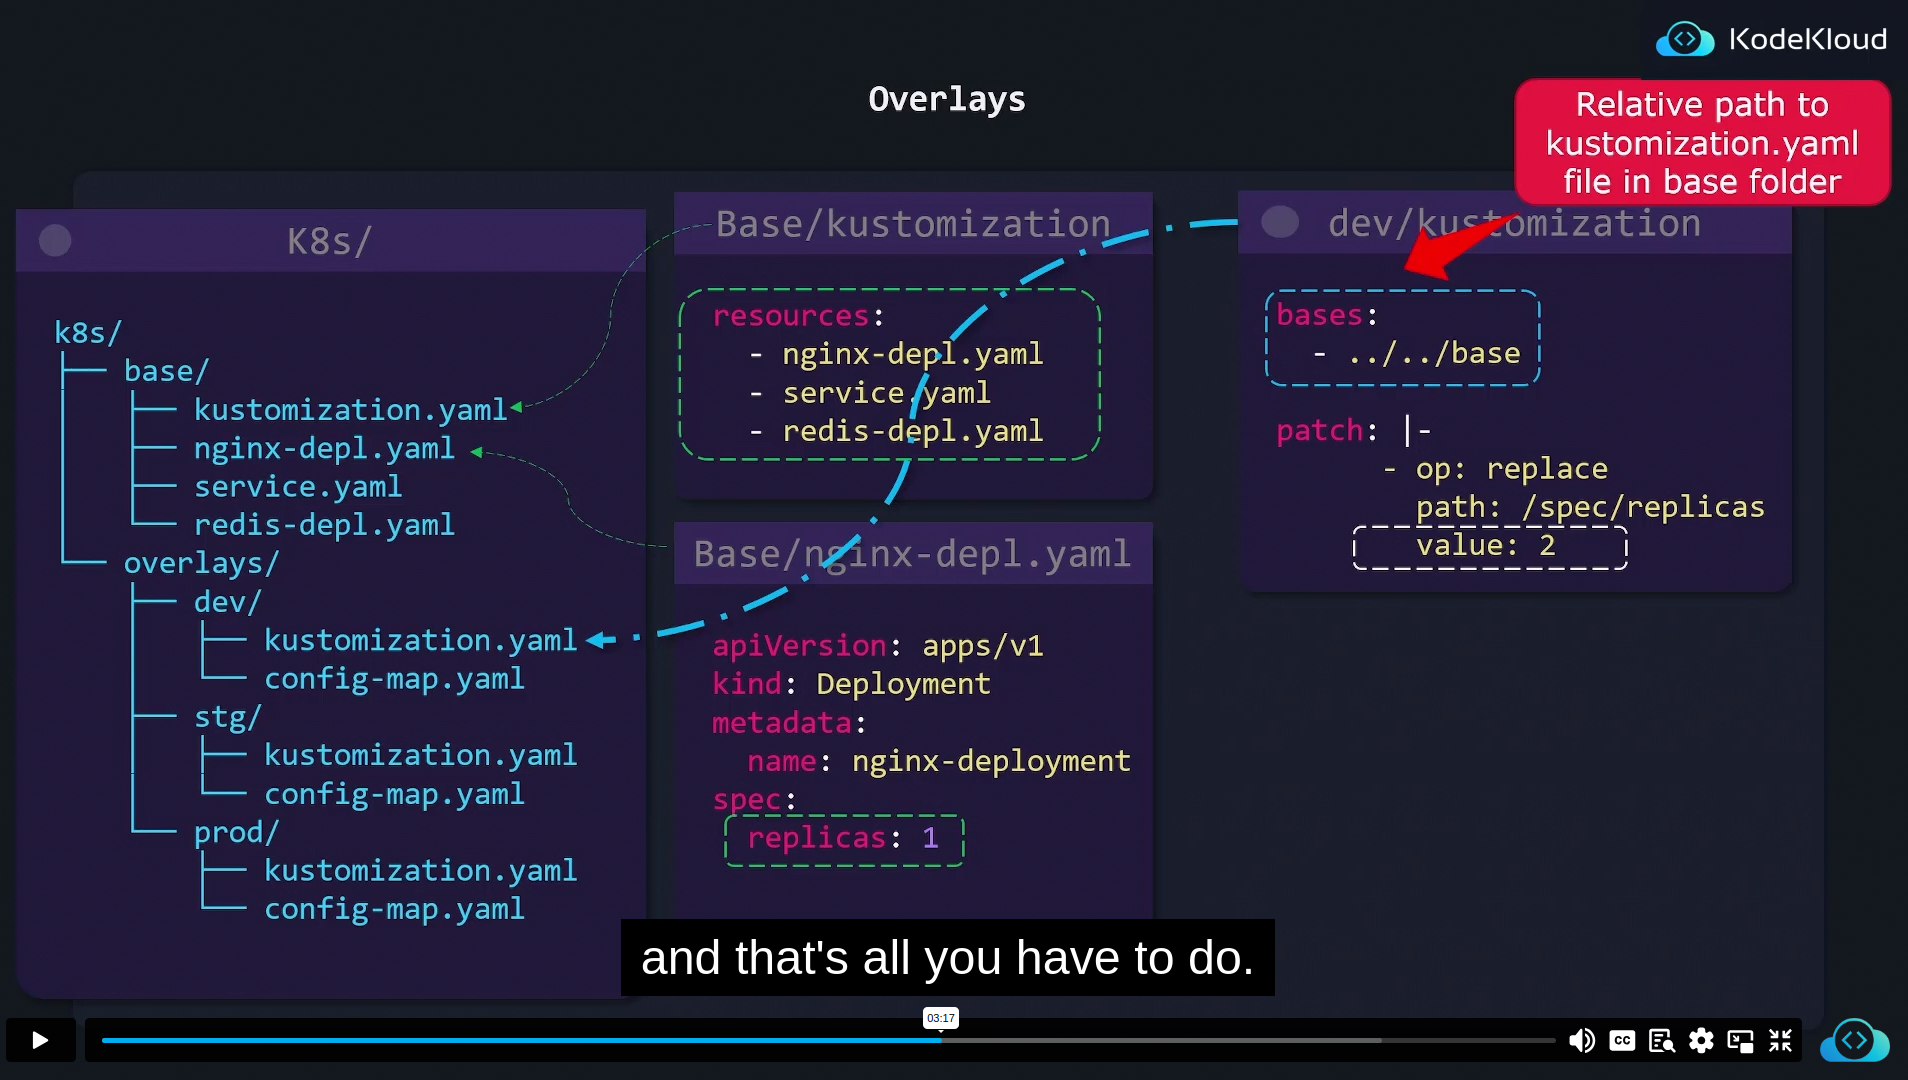 KodeKloud
Overlays
Relative path to
kustomization.yaml
file in base folder
K8s/
k8s/
├── base/
│   ├── kustomization.yaml
│   ├── nginx-depl.yaml
│   ├── service.yaml
│   └── redis-depl.yaml
└── overlays/
    ├── dev/
    │   ├── kustomization.yaml
    │   └── config-map.yaml
    ├── stg/
    │   ├── kustomization.yaml
    │   └── config-map.yaml
    └── prod/
        ├── kustomization.yaml
        └── config-map.yaml
Base/kustomization
resources:
  - nginx-depl.yaml
  - service.yaml
  - redis-depl.yaml
Base/nginx-depl.yaml
apiVersion: apps/v1
kind: Deployment
metadata:
  name: nginx-deployment
spec:
  replicas: 1
dev/kustomization
bases:
  - ../../base
patch: |-
      - op: replace
        path: /spec/replicas
        value: 2
and that's all you have to do.
03:17
CC